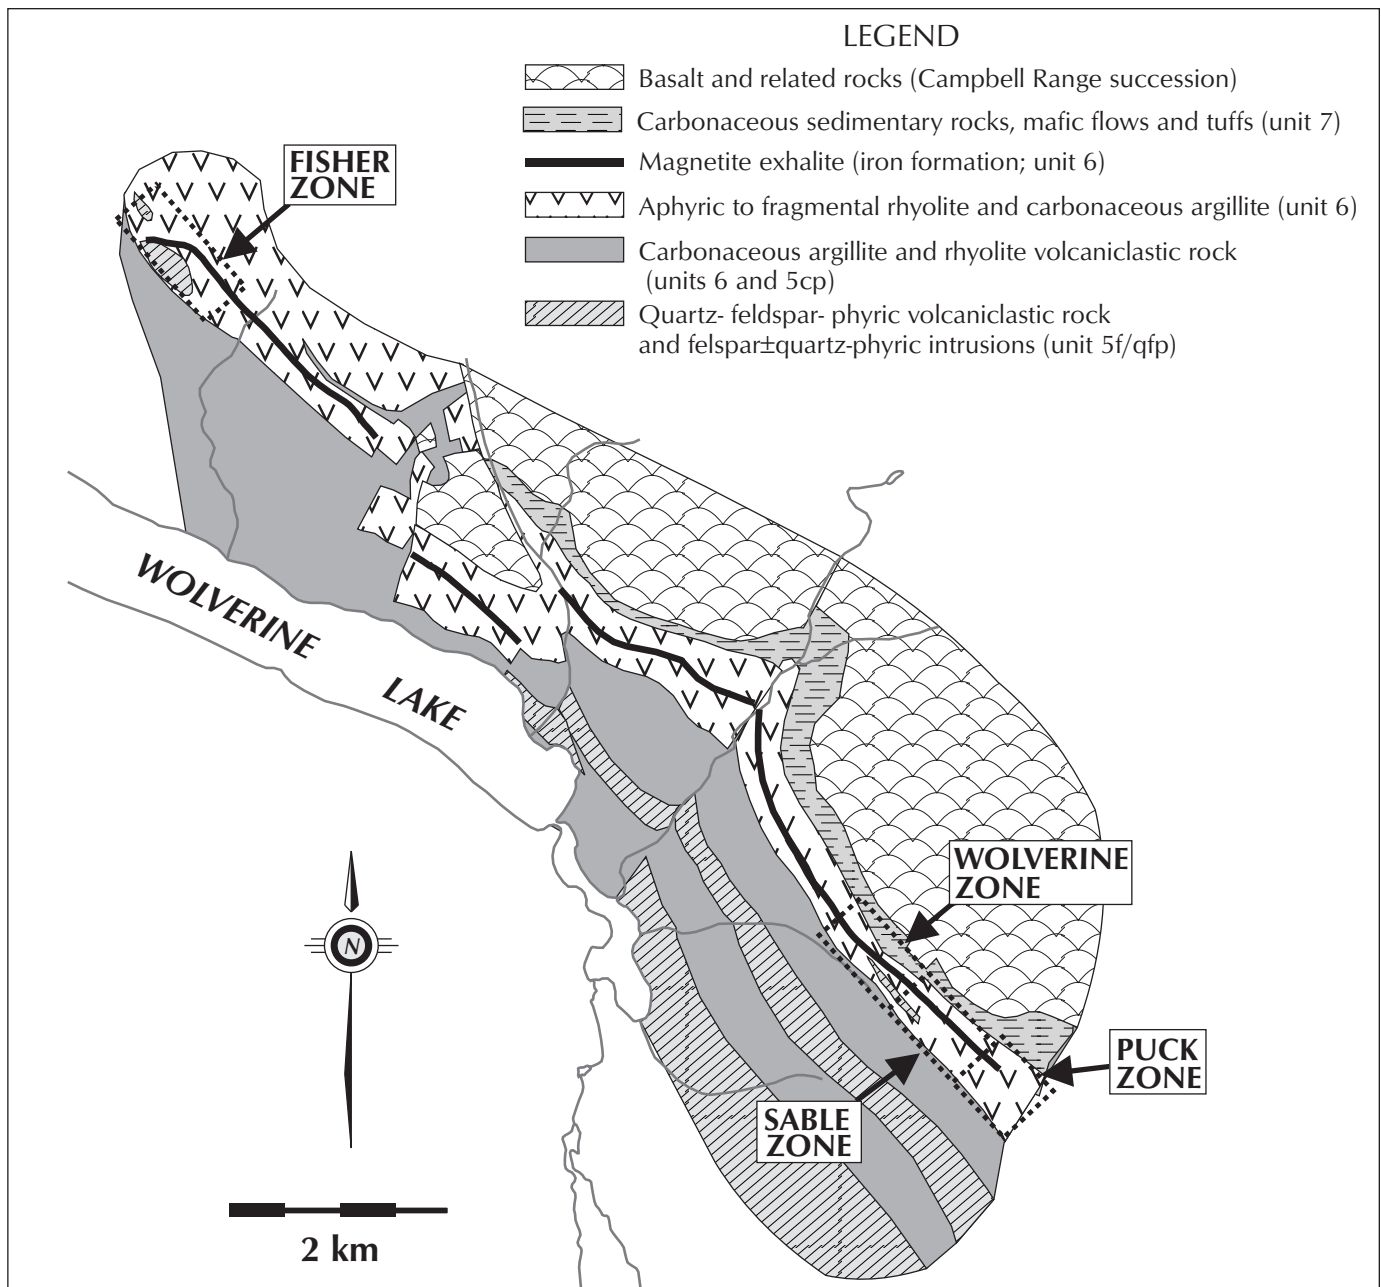 LEGEND
Basalt and related rocks (Campbell Range succession)
Carbonaceous sedimentary rocks, mafic flows and tuffs (unit 7)
Magnetite exhalite (iron formation; unit 6)
Aphyric to fragmental rhyolite and carbonaceous argillite (unit 6)
Carbonaceous argillite and rhyolite volcaniclastic rock
(units 6 and 5cp)
Quartz- feldspar- phyric volcaniclastic rock
and felspar±quartz-phyric intrusions (unit 5f/qfp)
FISHER
ZONE
WOLVERINE
LAKE
WOLVERINE
ZONE
PUCK
ZONE
SABLE
ZONE
N
2 km